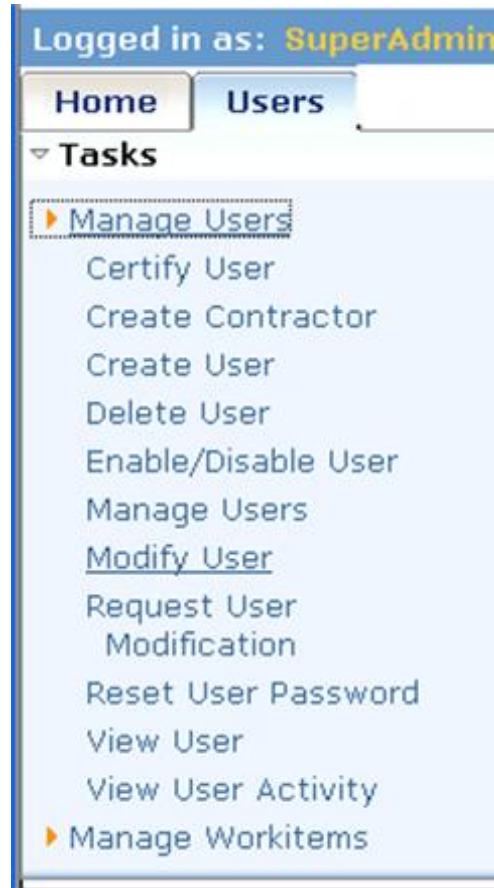 Logged in as: SuperAdmin
Home Users
Tasks
Manage Users
Certify User
Create Contractor
Create User
Delete User
Enable/Disable User
Manage Users
Modify User
Request User
Modification
Reset User Password
View User
View User Activity
Manage Workitems